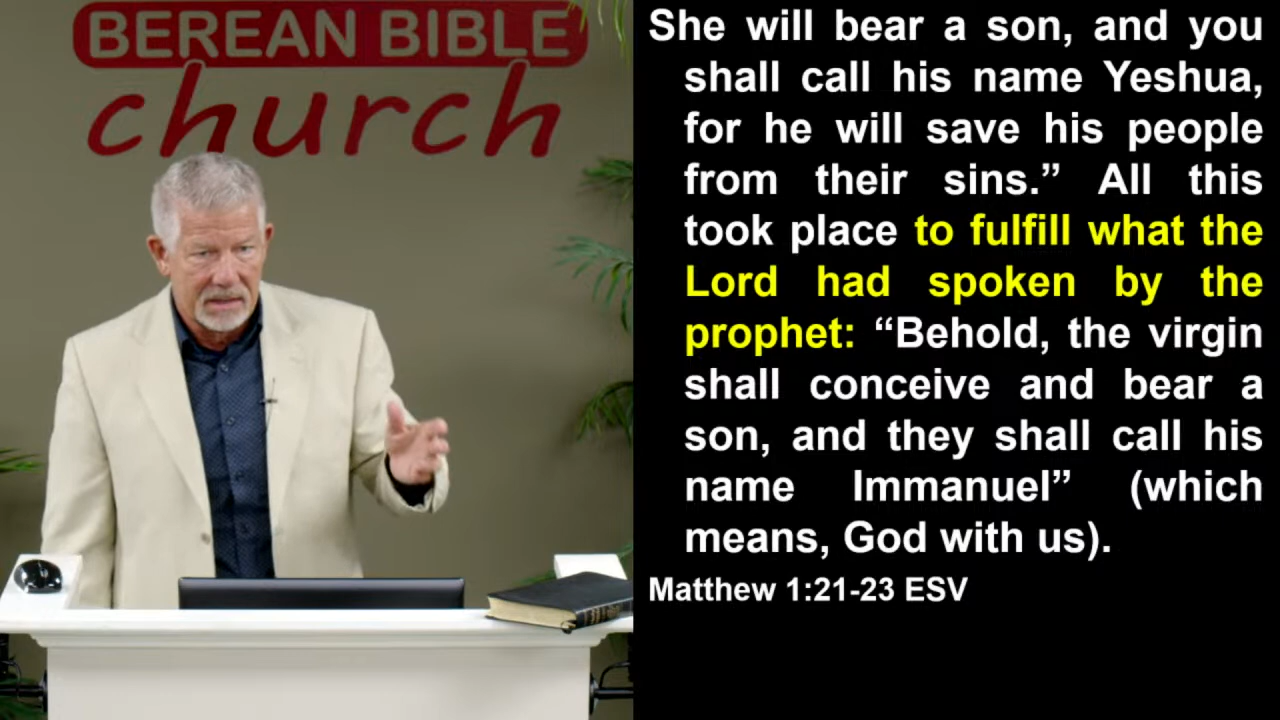 BEREAN BIBLE
church
She will bear a son, and you
shall call his name Yeshua,
for he will save his people
from their sins.” All this
took place to fulfill what the
Lord had spoken by the
prophet: “Behold, the virgin
shall conceive and bear a
son, and they shall call his
name Immanuel” (which
means, God with us).
Matthew 1:21-23 ESV